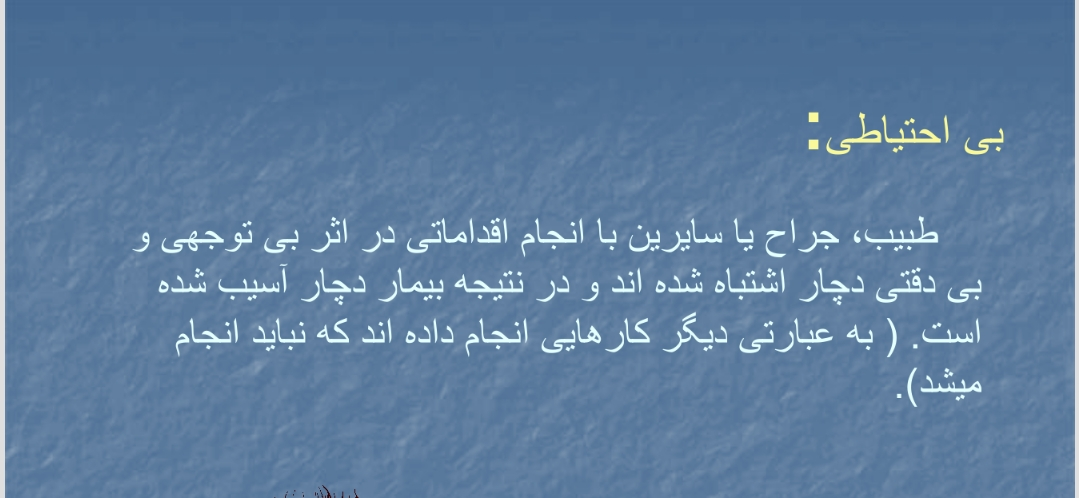 بی احتیاطی:
طبیب، جراح یا سایرین با انجام اقداماتی در اثر بی توجهی و
بی دقتی دچار اشتباه شده اند و در نتیجه بیمار دچار آسیب شده
است. ( به عبارتی دیگر کارهایی انجام داده اند که نباید انجام
میشد).